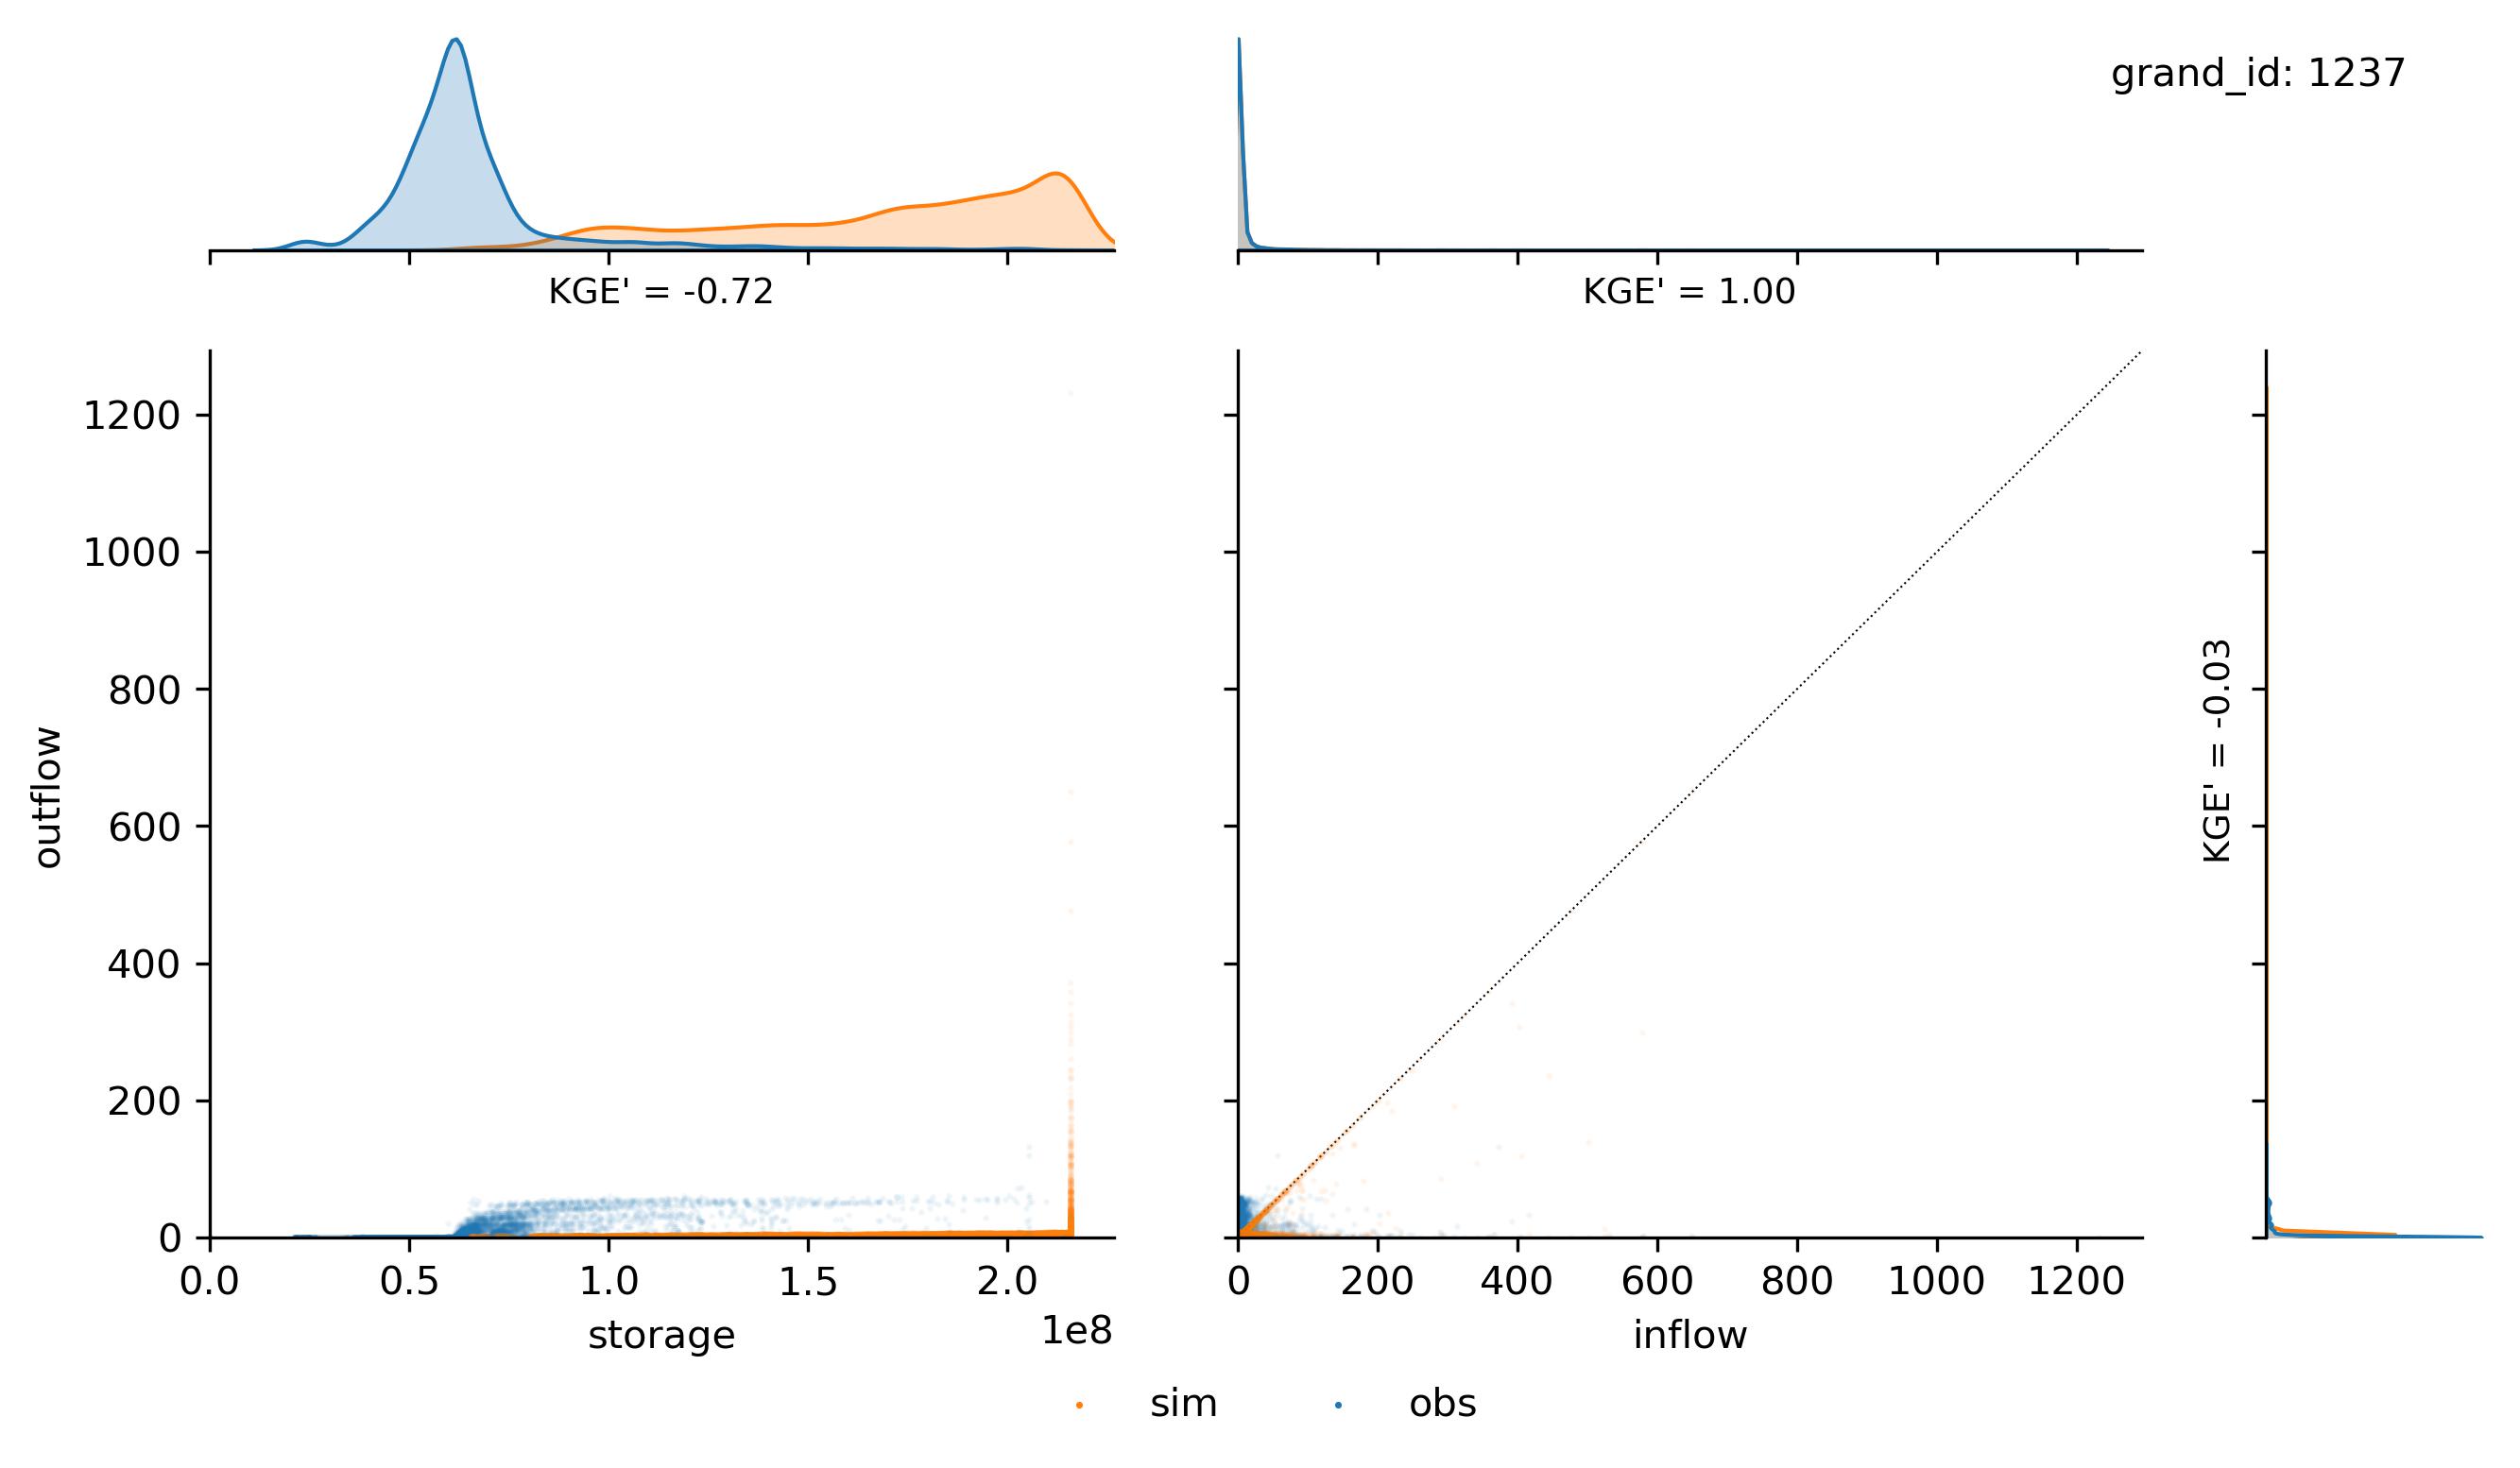 grand_id: 1237
KGE' = -0.72
KGE' = 1.00
outflow
1200
1000
800
600
400
200
0
KGE' = -0.03
0.0 0.5 1.0 1.5 2.0
1e8
storage
0 200 400 600 800 1000 1200
inflow
sim obs